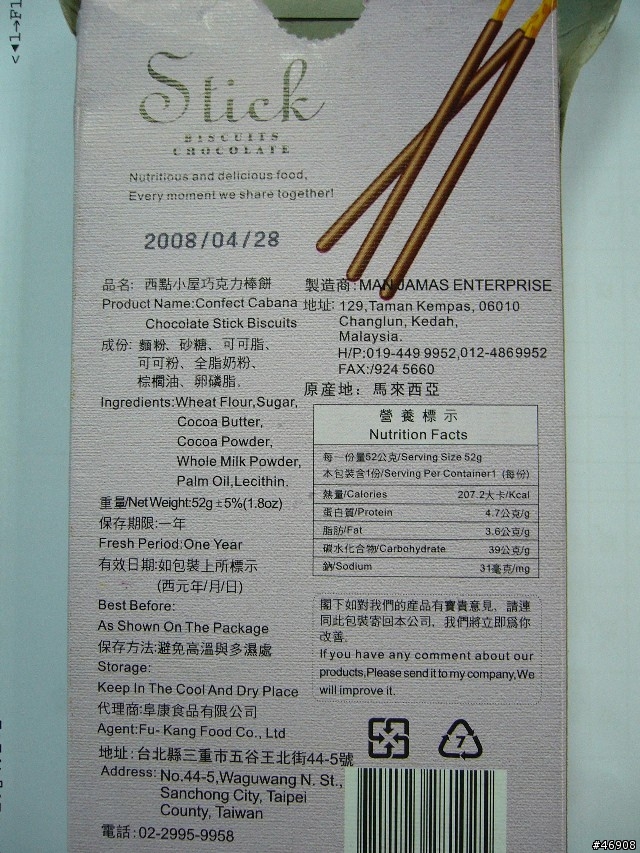 Stick
BISCUITS
CHOCOLATE
Nutritious and delicious food,
Every moment we share together!
2008/04/28
品名: 西點小屋巧克力棒餅
Product Name:Confect Cabana
Chocolate Stick Biscuits
成份: 麵粉、砂糖、可可脂、
可可粉、全脂奶粉、
棕櫚油、卵磷脂。
Ingredients:Wheat Flour,Sugar,
Cocoa Butter,
Cocoa Powder,
Whole Milk Powder,
Palm Oil,Lecithin.
重量/Net Weight:52g ±5%(1.8oz)
保存期限:一年
Fresh Period:One Year
有效日期:如包裝上所標示
(西元年/月/日)
Best Before:
As Shown On The Package
保存方法:避免高溫與多濕處
Storage:
Keep In The Cool And Dry Place
代理商:阜康食品有限公司
Agent:Fu- Kang Food Co., Ltd
地址: 台北縣三重市五谷王北街44-5號
Address: No.44-5,Waguwang N. St.,
Sanchong City, Taipei
County, Taiwan
電話: 02-2995-9958
製造商: MANJAMAS ENTERPRISE
地址: 129,Taman Kempas, 06010
Changlun, Kedah,
Malaysia.
H/P:019-449 9952,012-4869952
FAX:/924 5660
原產地: 馬來西亞
營養標示
Nutrition Facts
每一份量52公克/Serving Size 52g
本包裝含1份/Serving Per Container1 (每份)
熱量/Calories 207.2大卡/Kcal
蛋白質/Protein 4.7公克/g
脂肪/Fat 3.6公克/g
碳水化合物/Carbohydrate 39公克/g
鈉/Sodium 31毫克/mg
閣下如對我們的產品有寶貴意見, 請連
同此包裝寄回本公司, 我們將立即為你
改善.
If you have any comment about our
products,Please send it to my company,We
will improve it.
7
#46908